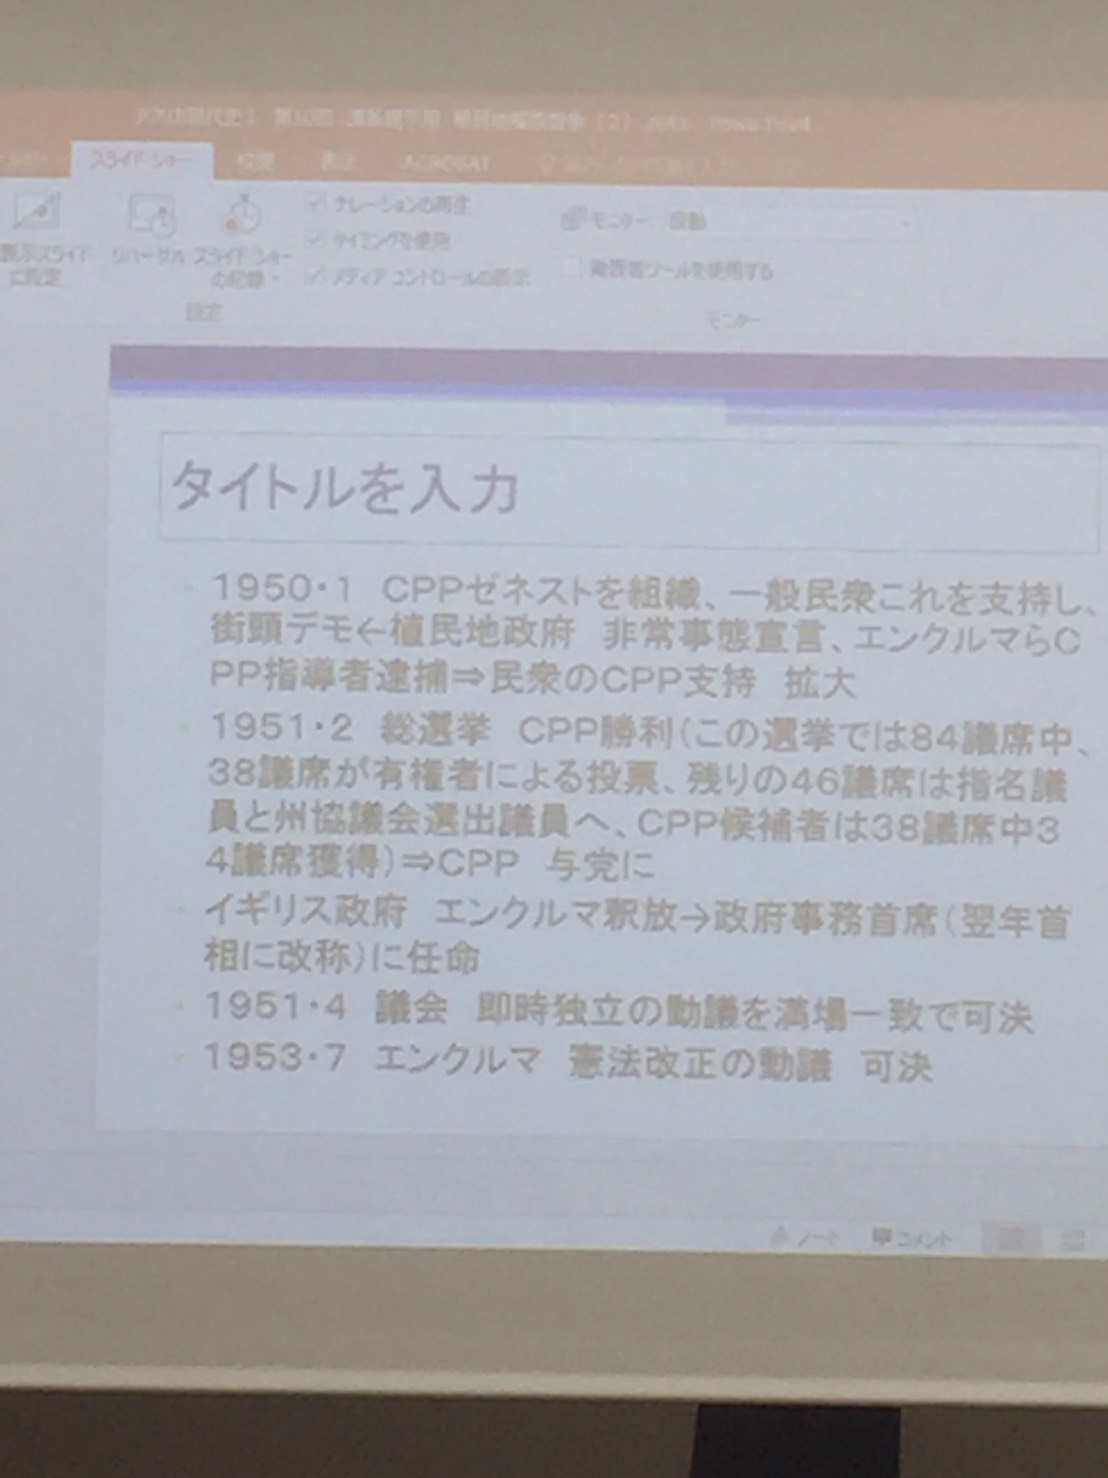 スライド ショー
ACROBAT
リハーサル スライド ショー
に設定
の記録
ナレーションの再生
タイミングを使用
メディア コントロールの表示
モニター: 自動
発表者ツールを使用する
設定
モニター
タイトルを入力
1950・1 CPPゼネストを組織、一般民衆これを支持し、
街頭デモ←植民地政府 非常事態宣言、エンクルマらC
PP指導者逮捕⇒民衆のCPP支持 拡大
1951・2 総選挙 CPP勝利(この選挙では84議席中、
38議席が有権者による投票、残りの46議席は指名議
員と州協議会選出議員へ、CPP候補者は38議席中3
4議席獲得)⇒CPP 与党に
イギリス政府 エンクルマ釈放→政府事務首席(翌年首
相に改称)に任命
1951・4 議会 即時独立の動議を満場一致で可決
1953・7 エンクルマ 憲法改正の動議 可決
ノート コメント